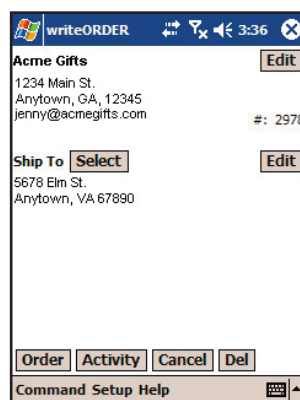 writeORDER 3:36
Acme Gifts Edit
1234 Main St.
Anytown, GA, 12345
jenny@acmegifts.com
#: 2978
Ship To Select Edit
5678 Elm St.
Anytown, VA 67890
Order Activity Cancel Del
Command Setup Help